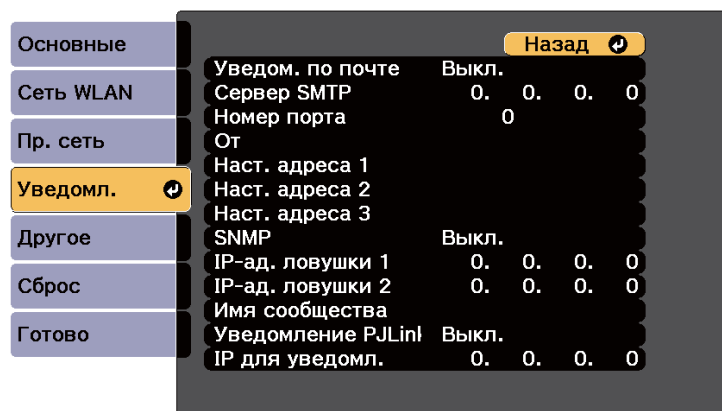 Основные
Сеть WLAN
Пр. сеть
Уведомл.
Другое
Сброс
Готово
Назад
Уведом. по почте Выкл.
Сервер SMTP 0. 0. 0. 0
Номер порта 0
От
Наст. адреса 1
Наст. адреса 2
Наст. адреса 3
SNMP Выкл.
IP-ад. ловушки 1 0. 0. 0. 0
IP-ад. ловушки 2 0. 0. 0. 0
Имя сообщества
Уведомление PJLink Выкл.
IP для уведомл. 0. 0. 0. 0